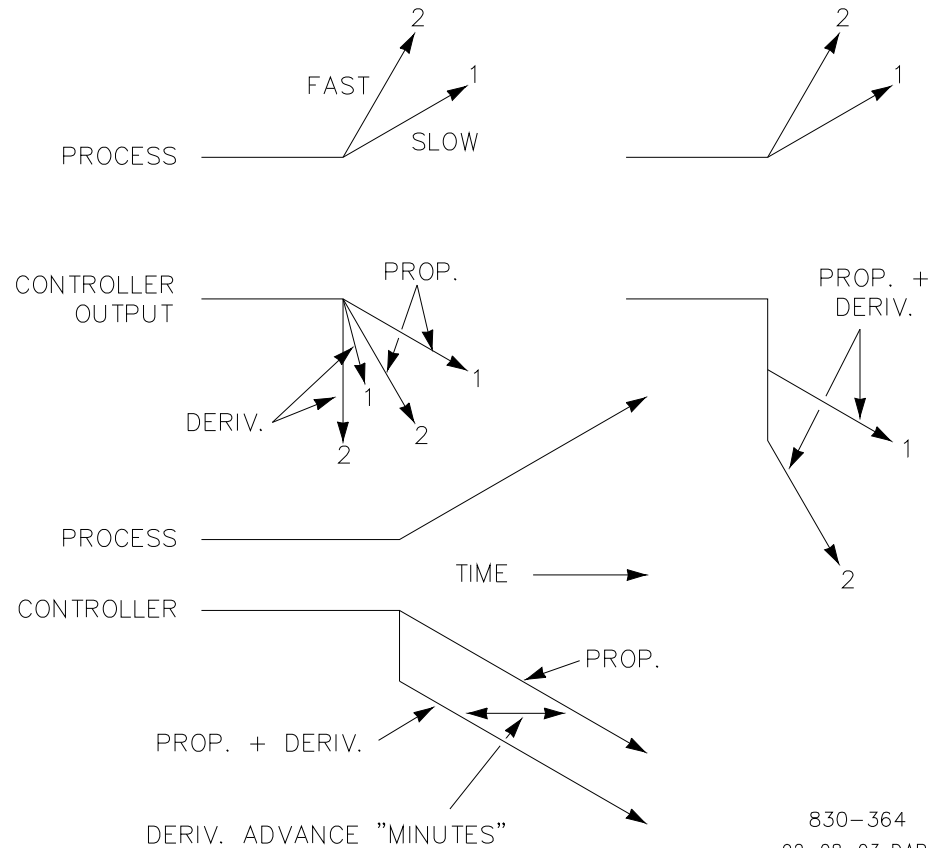 2
2
FAST
1
1
PROCESS
SLOW
CONTROLLER
OUTPUT
PROP.
PROP. +
DERIV.
1
1
DERIV.
2
2
1
PROCESS
TIME
2
CONTROLLER
PROP.
PROP. + DERIV.
DERIV. ADVANCE "MINUTES"
830-364